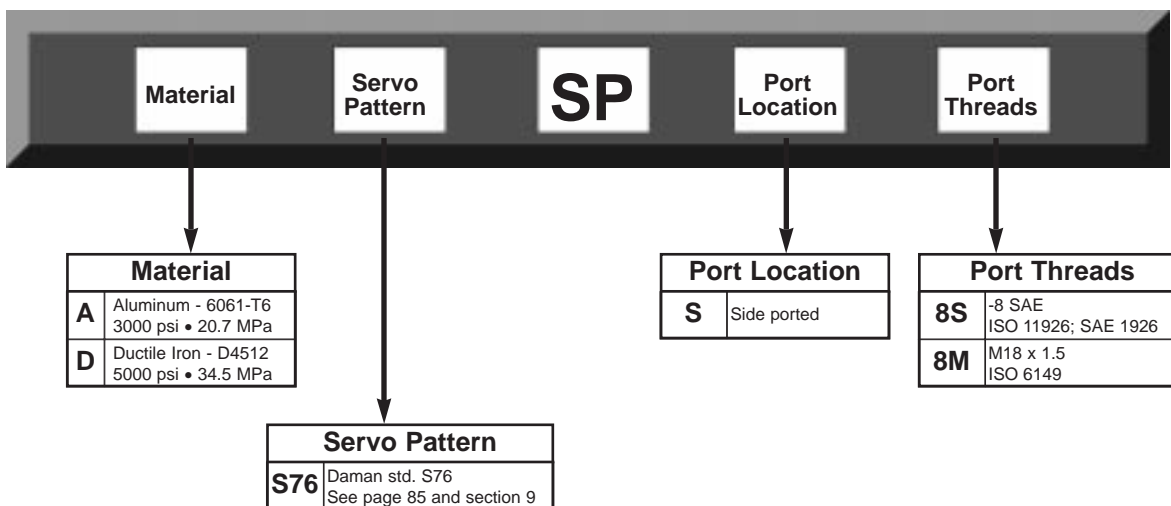 Material
Servo
Pattern
SP
Port
Location
Port
Threads
Material
A
Aluminum - 6061-T6
3000 psi • 20.7 MPa
D
Ductile Iron - D4512
5000 psi • 34.5 MPa
Port Location
S
Side ported
Port Threads
8S
-8 SAE
ISO 11926; SAE 1926
8M
M18 x 1.5
ISO 6149
Servo Pattern
S76
Daman std. S76
See page 85 and section 9